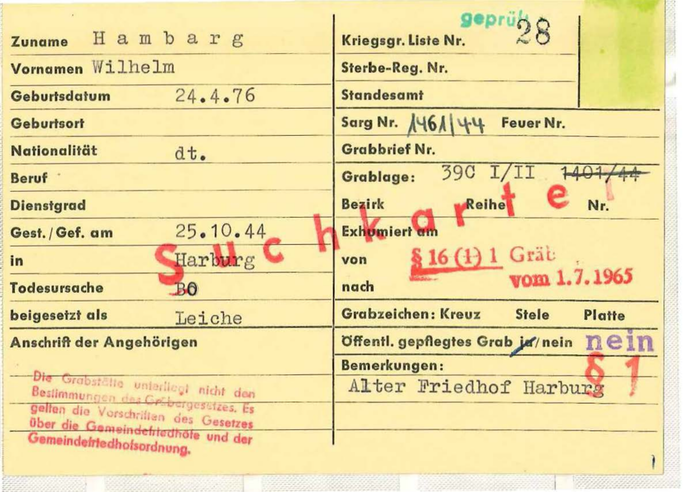 geprüft
Zuname H a m b a r g
Vornamen Wilhelm
Geburtsdatum 24.4.76
Geburtsort
Nationalität dt.
Beruf
Dienstgrad
Gest./Gef. am 25.10.44
in Harburg
Todesursache BO
beigesetzt als Leiche
Anschrift der Angehörigen
Die Grabstätte unterliegt nicht den
Bestimmungen des Gräbergesetzes. Es
gelten die Vorschriften des Gesetzes
über die Gemeindefriedhöfe und der
Gemeindefriedhofsordnung.
Kriegsgr. Liste Nr. 28
Sterbe-Reg. Nr.
Standesamt
Sarg Nr. 1461/44 Feuer Nr.
Grabbrief Nr.
Grablage: 39C I/II 1401/44
Bezirk Reihe Nr.
Exhumiert am
von § 16 (1) 1 Gräb
vom 1.7.1965
nach
Grabzeichen: Kreuz Stele Platte
Öffentl. gepflegtes Grab ja/nein nein
Bemerkungen: § 1
Alter Friedhof Harburg
Suchkartei